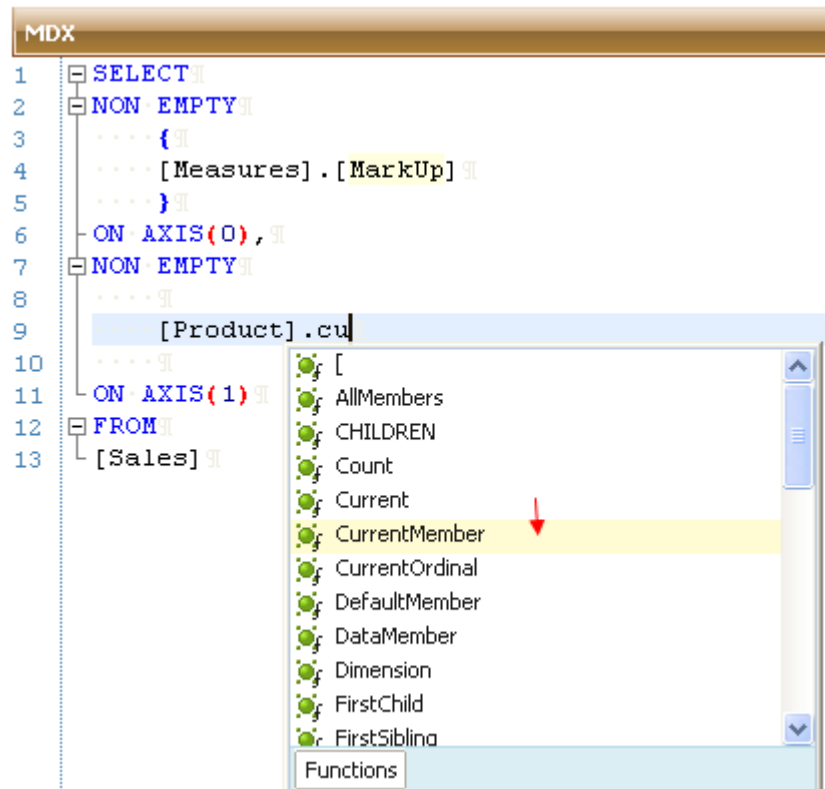 MDX
1 SELECT¶
2 NON·EMPTY¶
3 ····{¶
4 ····[Measures].[MarkUp]¶
5 ····}¶
6 ON·AXIS(0),¶
7 NON·EMPTY¶
8 ····¶
9 ····[Product].cu
10 ····¶
11 ON·AXIS(1)¶
12 FROM¶
13 [Sales]¶
[
AllMembers
CHILDREN
Count
Current
CurrentMember
CurrentOrdinal
DefaultMember
DataMember
Dimension
FirstChild
FirstSibling
Functions